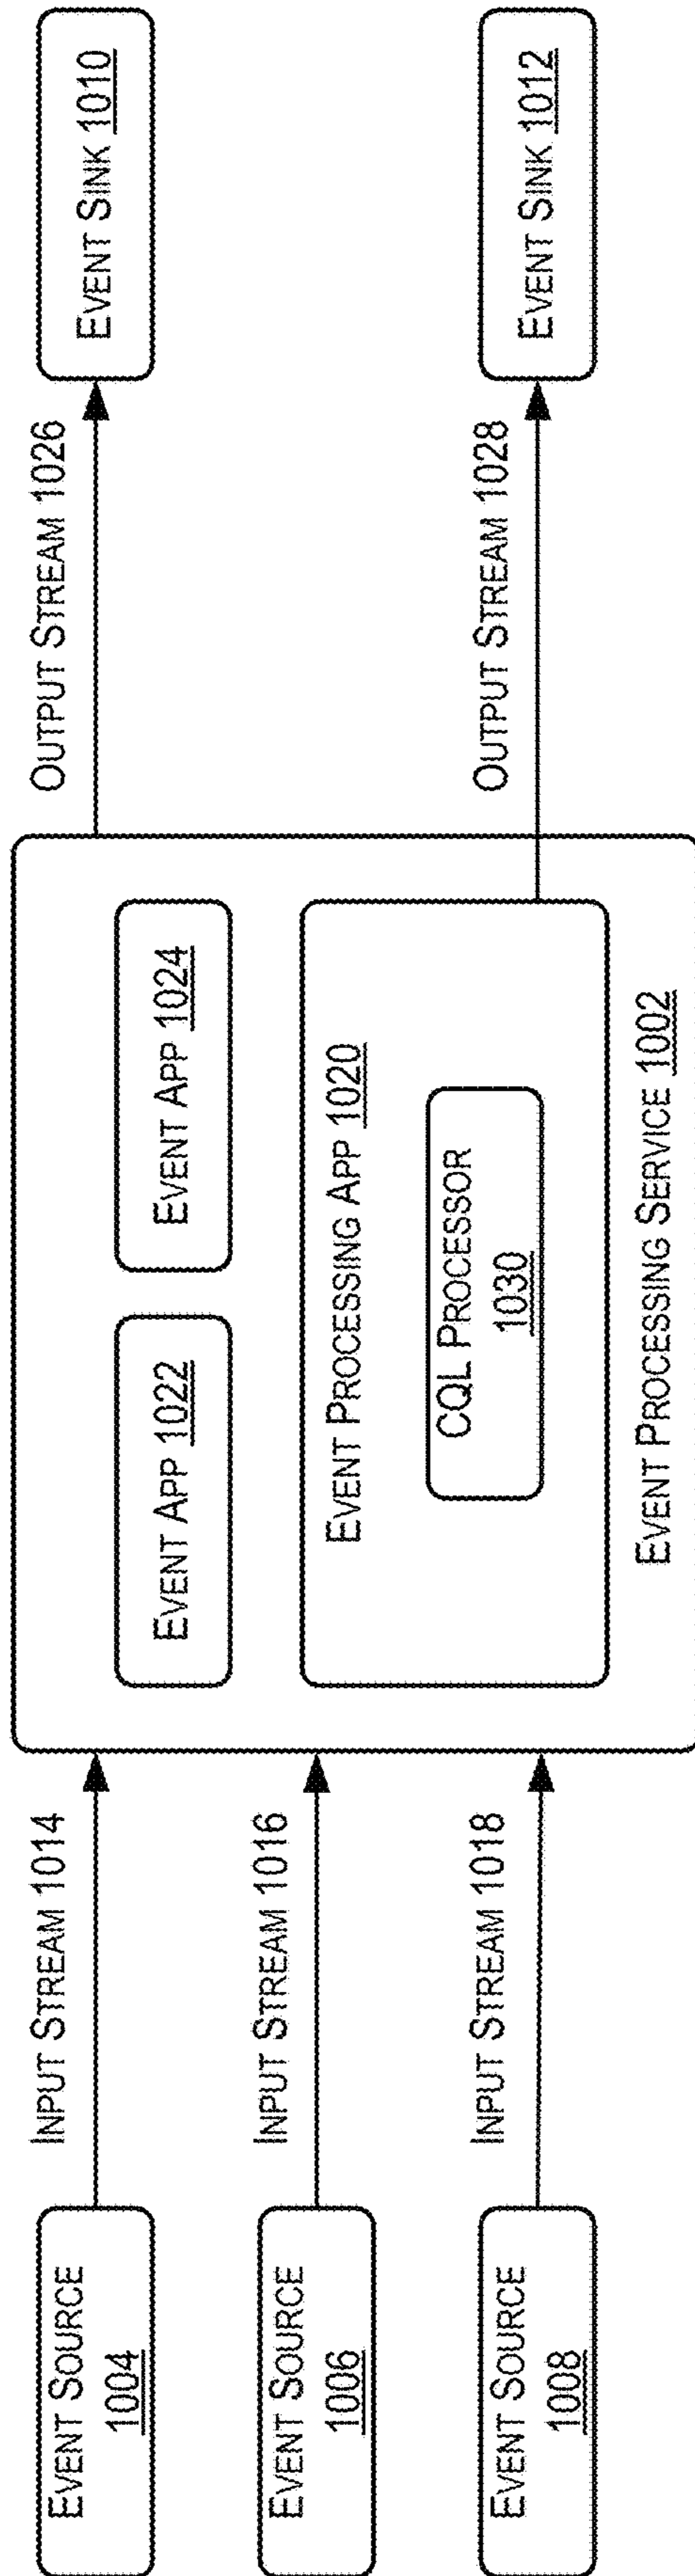 EVENT SOURCE
1004
INPUT STREAM 1014
EVENT SOURCE
1006
INPUT STREAM 1016
EVENT SOURCE
1008
INPUT STREAM 1018
EVENT APP 1022
EVENT APP 1024
EVENT PROCESSING APP 1020
CQL PROCESSOR
1030
EVENT PROCESSING SERVICE 1002
OUTPUT STREAM 1026
EVENT SINK 1010
OUTPUT STREAM 1028
EVENT SINK 1012